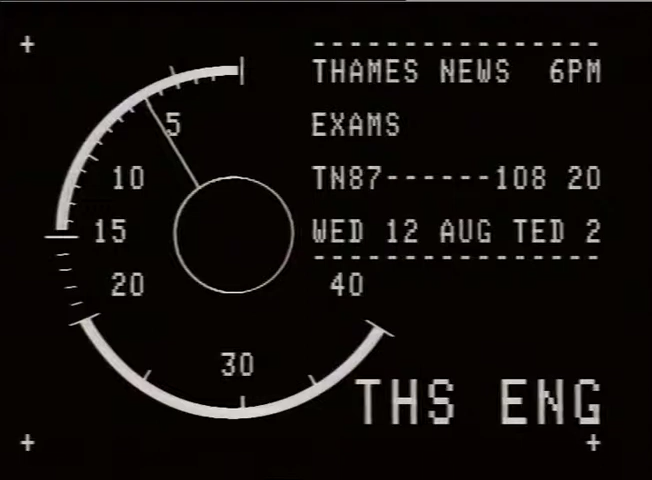 THAMES NEWS 6PM
EXAMS
TN87------108 20
WED 12 AUG TED 2
5
10
15
20
30
40
THS ENG